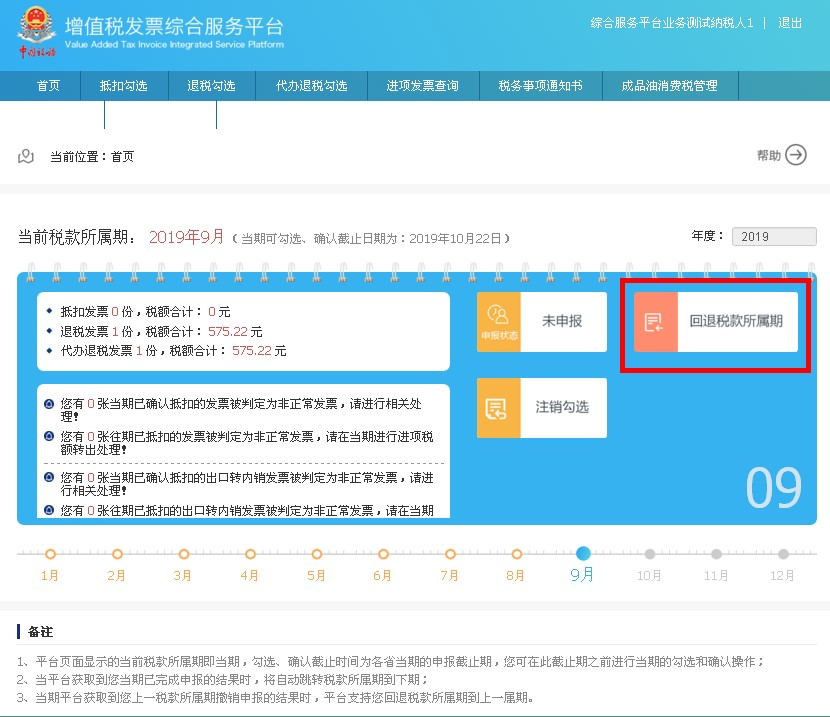 增值税发票综合服务平台
Value Added Tax Invoice Integrated Service Platform
中国税务
综合服务平台业务测试纳税人1 | 退出
首页 抵扣勾选 退税勾选 代办退税勾选 进项发票查询 税务事项通知书 成品油消费税管理
当前位置：首页
帮助
当前税款所属期： 2019年9月 （当期可勾选、确认截止日期为：2019年10月22日）
年度： 2019
抵扣发票 0 份，税额合计： 0 元
退税发票 1 份，税额合计： 575.22 元
代办退税发票 1 份，税额合计： 575.22 元
申报状态
未申报
回退税款所属期
注销勾选
您有 0 张当期已确认抵扣的发票被判定为非正常发票，请进行相关处
理！
您有 0 张往期已抵扣的发票被判定为非正常发票，请在当期进行进项税
额转出处理！
您有 0 张当期已确认抵扣的出口转内销发票被判定为非正常发票，请进
行相关处理！
您有 0 张往期已抵扣的出口转内销发票被判定为非正常发票，请在当期
09
1月 2月 3月 4月 5月 6月 7月 8月 9月 10月 11月 12月
备注
1、平台页面显示的当前税款所属期即当期，勾选、确认截止时间为各省当期的申报截止期，您可在此截止期之前进行当期的勾选和确认操作；
2、当平台获取到您当期已完成申报的结果时，将自动跳转税款所属期到下期；
3、当期平台获取到您上一税款所属期撤销申报的结果时，平台支持您回退税款所属期到上一属期。